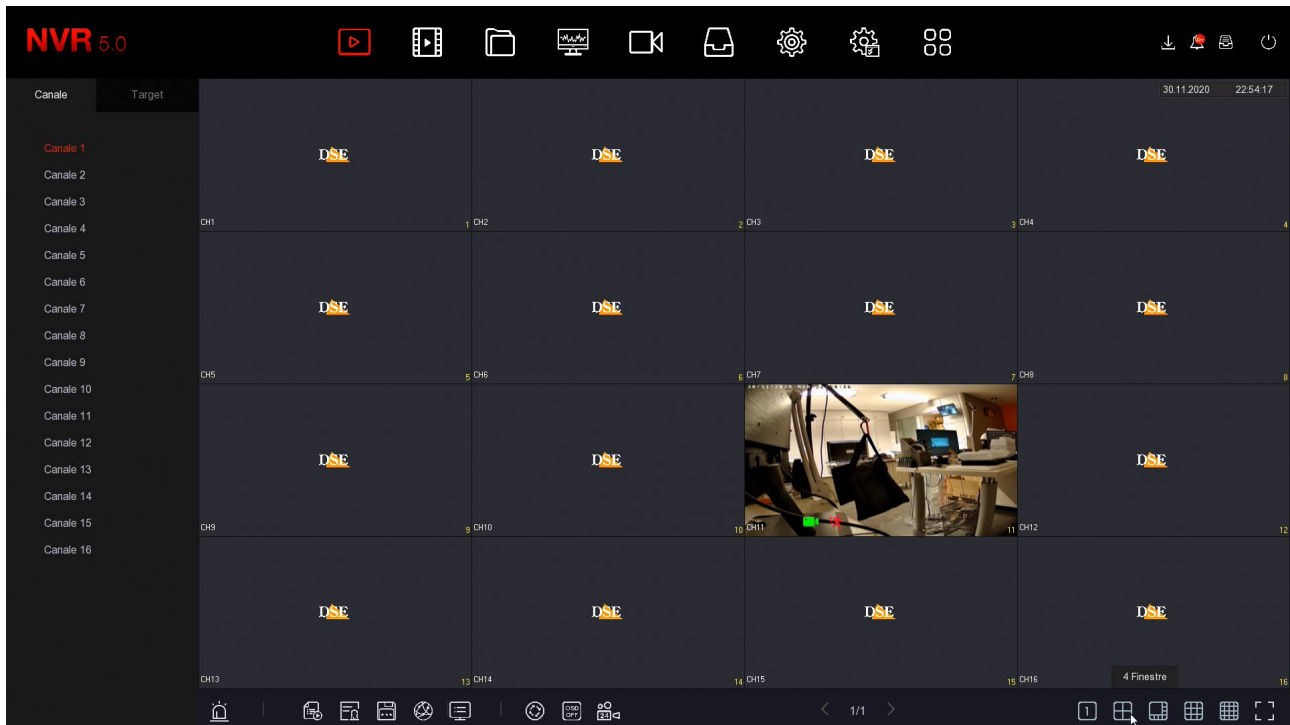 NVR 5.0
Canale Target
30.11.2020 22:54:17
Canale 1
Canale 2
Canale 3
Canale 4
Canale 5
Canale 6
Canale 7
Canale 8
Canale 9
Canale 10
Canale 11
Canale 12
Canale 13
Canale 14
Canale 15
Canale 16
DSE DSE DSE DSE
CH1 1 CH2 2 CH3 3 CH4 4
DSE DSE DSE DSE
CH5 5 CH6 6 CH7 7 CH8 8
DSE DSE DSE
CH9 9 CH10 10 CH11 11 CH12 12
DSE DSE DSE DSE
CH13 13 CH14 14 CH15 15 CH16 16
4 Finestre
OSD OFF 24 1/1 1